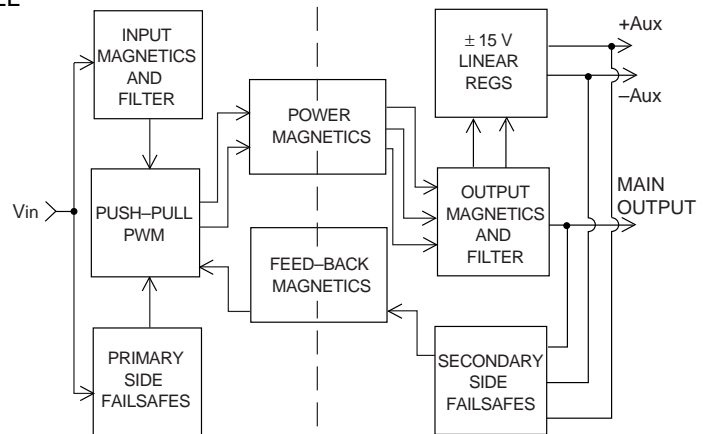 INPUT
MAGNETICS
AND
FILTER
± 15 V
LINEAR
REGS
+Aux
–Aux
POWER
MAGNETICS
Vin
PUSH–PULL
PWM
OUTPUT
MAGNETICS
AND
FILTER
MAIN
OUTPUT
FEED–BACK
MAGNETICS
PRIMARY
SIDE
FAILSAFES
SECONDARY
SIDE
FAILSAFES